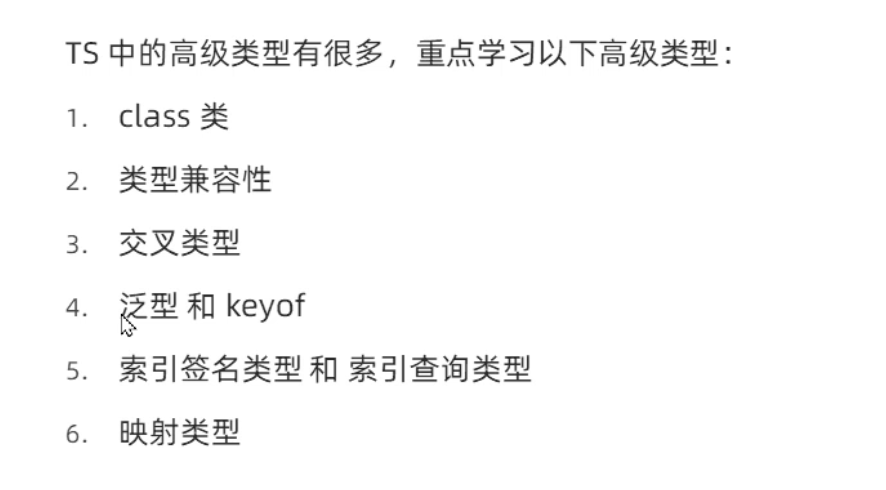 TS 中的高级类型有很多，重点学习以下高级类型：
1. class 类
2. 类型兼容性
3. 交叉类型
4. 泛型 和 keyof
5. 索引签名类型 和 索引查询类型
6. 映射类型